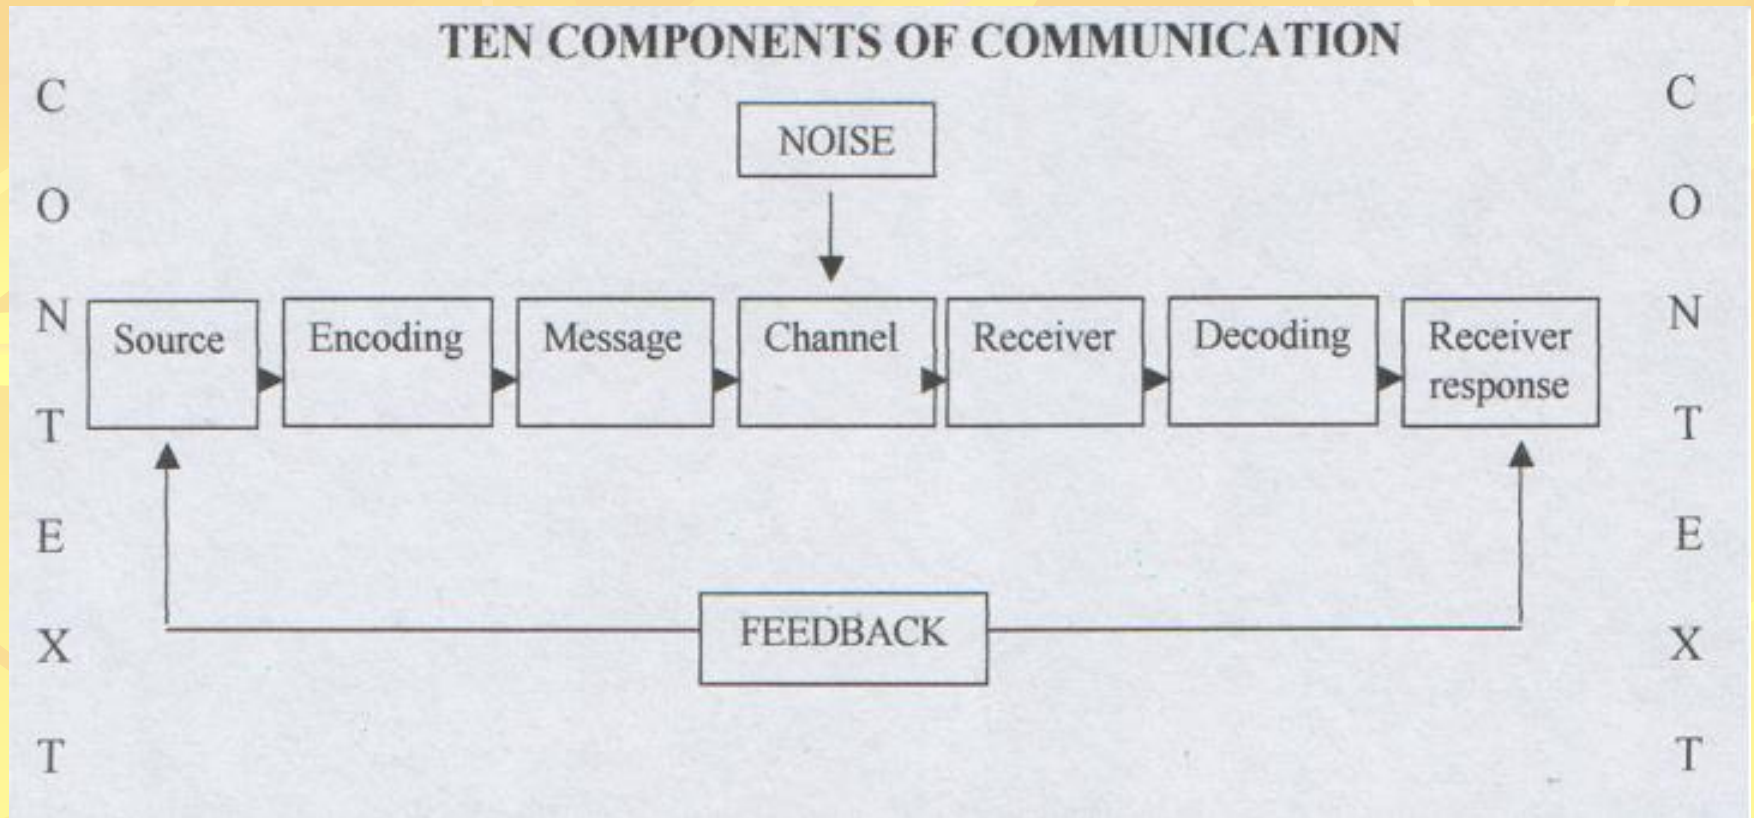 TEN COMPONENTS OF COMMUNICATION
C
O
N
T
E
X
T
NOISE
Source
Encoding
Message
Channel
Receiver
Decoding
Receiver
response
FEEDBACK
C
O
N
T
E
X
T